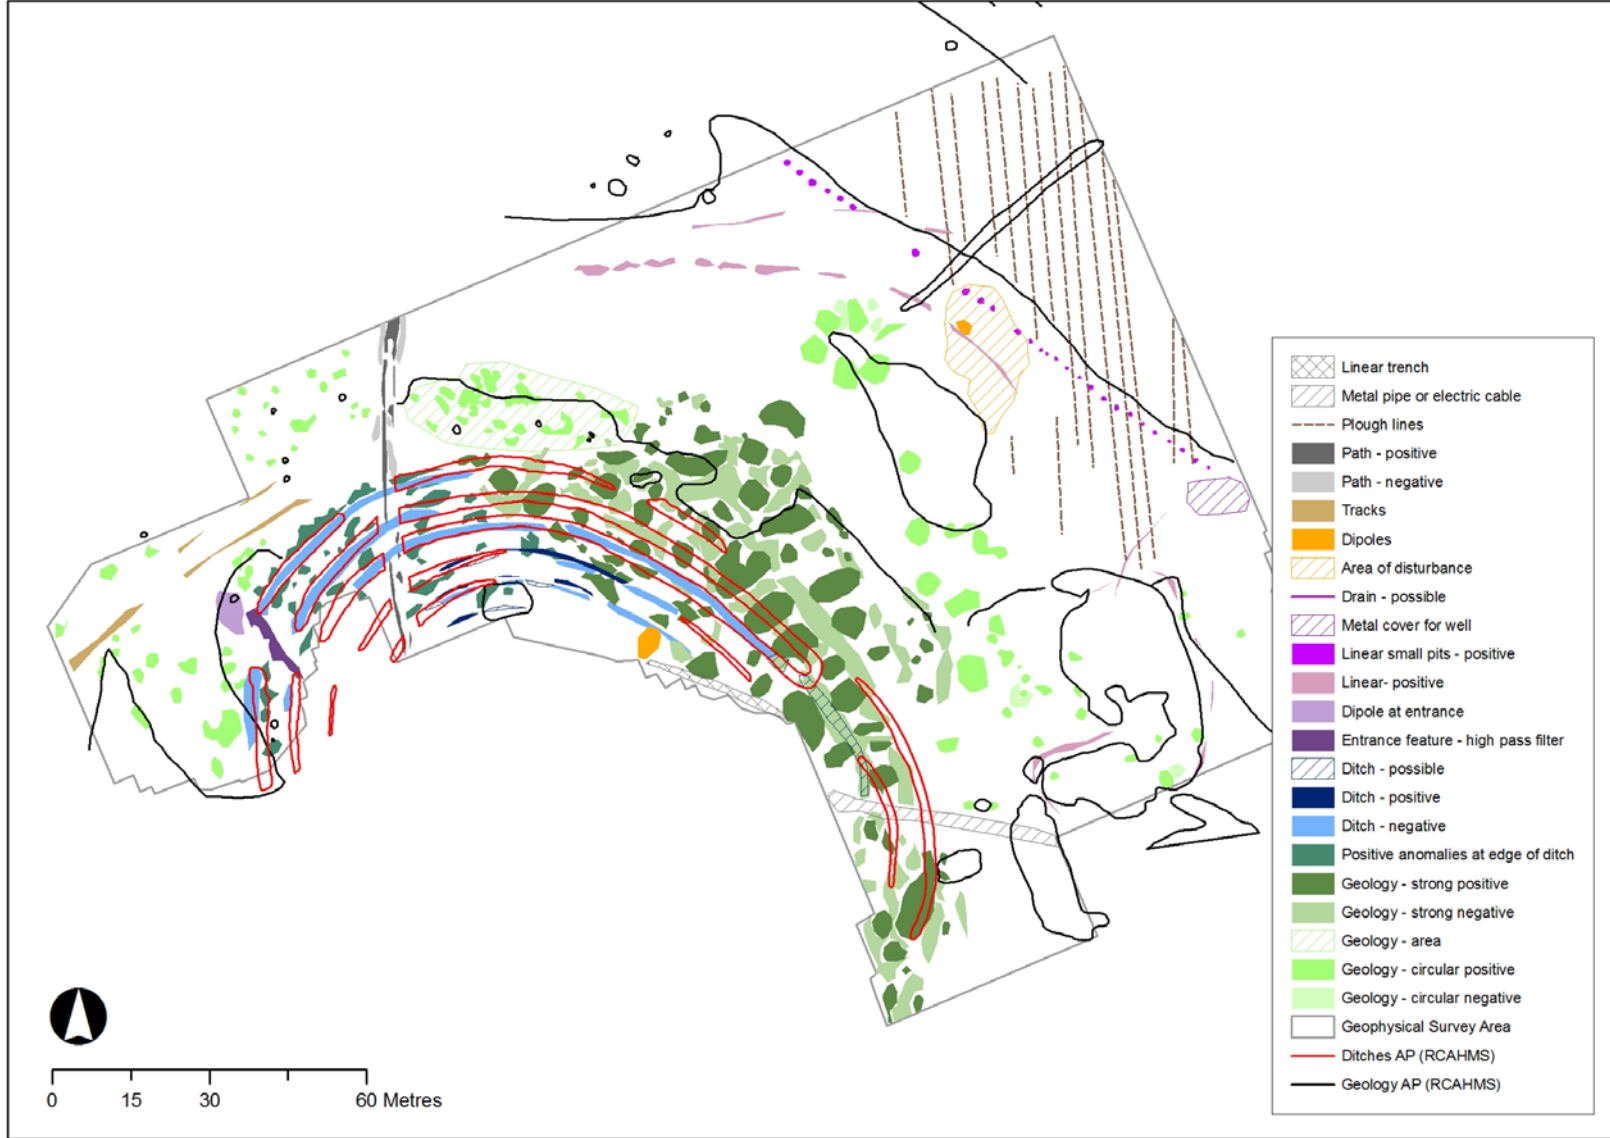 Linear trench
Metal pipe or electric cable
Plough lines
Path - positive
Path - negative
Tracks
Dipoles
Area of disturbance
Drain - possible
Metal cover for well
Linear small pits - positive
Linear- positive
Dipole at entrance
Entrance feature - high pass filter
Ditch - possible
Ditch - positive
Ditch - negative
Positive anomalies at edge of ditch
Geology - strong positive
Geology - strong negative
Geology - area
Geology - circular positive
Geology - circular negative
Geophysical Survey Area
Ditches AP (RCAHMS)
Geology AP (RCAHMS)
0 15 30 60 Metres